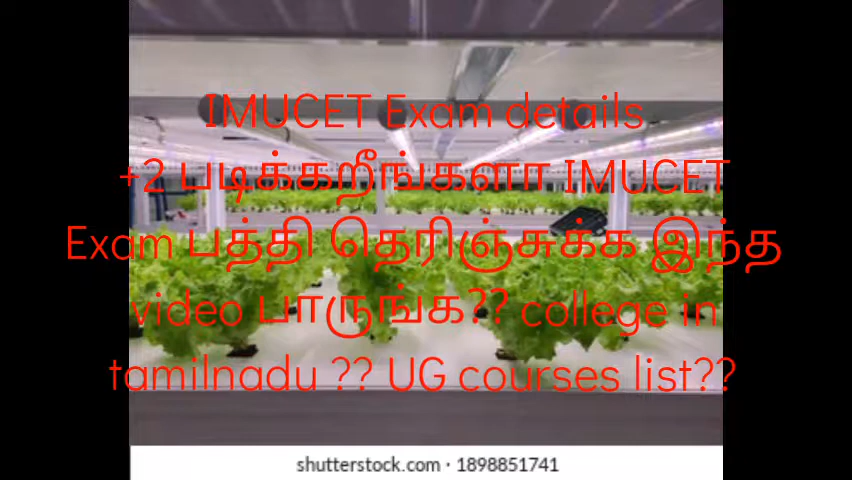 IMUCET Exam details
+2 படிக்கறீங்களா IMUCET
Exam பத்தி தெரிஞ்சுக்க இந்த
video பாருங்க?? college in
tamilnadu ?? UG courses list??
shutterstock.com · 1898851741